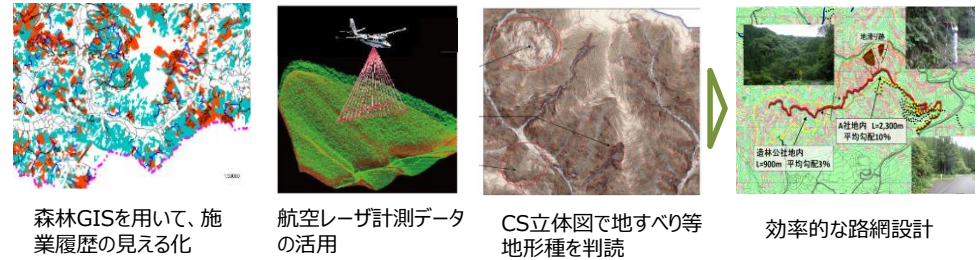 地滑り跡
A社地内 L=2,300m
平均勾配10%
造林公社地内
L=900m 平均勾配3%
森林GISを用いて、施
業履歴の見える化
航空レーザ計測データ
の活用
CS立体図で地すべり等
地形種を判読
効率的な路網設計